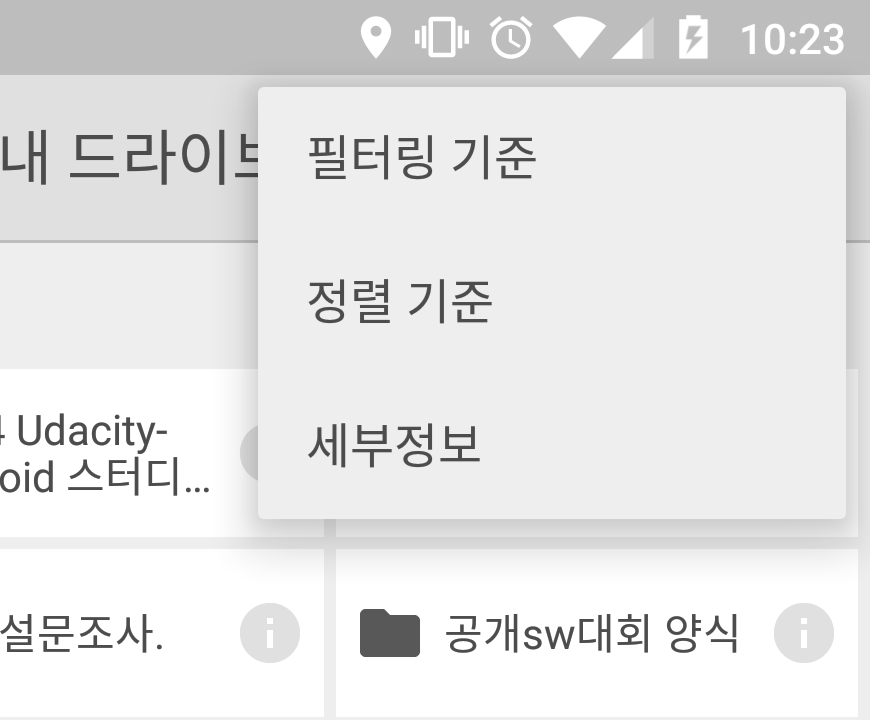 10:23
내 드라이브
필터링 기준
정렬 기준
세부정보
Udacity-
oid 스터디...
설문조사.
공개sw대회 양식